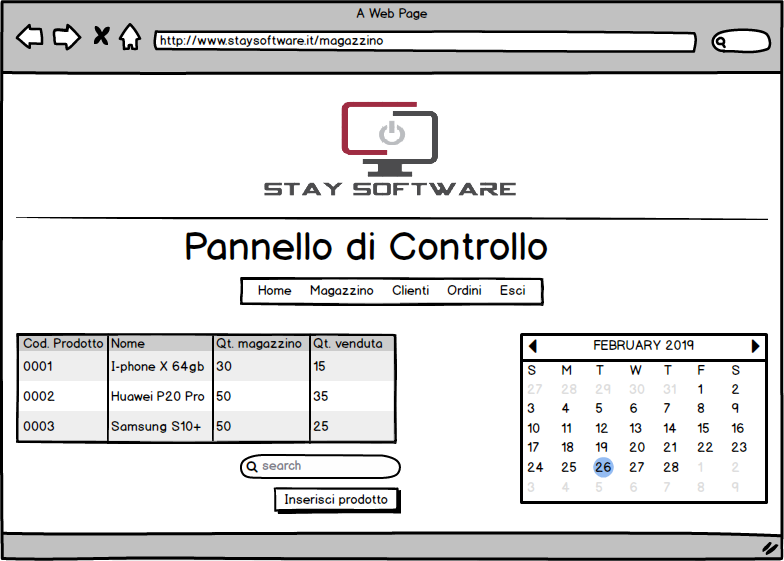 A Web Page
http://www.staysoftware.it/magazzino
STAY SOFTWARE
Pannello di Controllo
Home Magazzino Clienti Ordini Esci
Cod. Prodotto Nome Qt. magazzino Qt. venduta
0001 I-phone X 64gb 30 15
0002 Huawei P20 Pro 50 35
0003 Samsung S10+ 50 25
search
Inserisci prodotto
FEBRUARY 2019
S M T W T F S
27 28 29 30 31 1 2
3 4 5 6 7 8 9
10 11 12 13 14 15 16
17 18 19 20 21 22 23
24 25 26 27 28 1 2
3 4 5 6 7 8 9